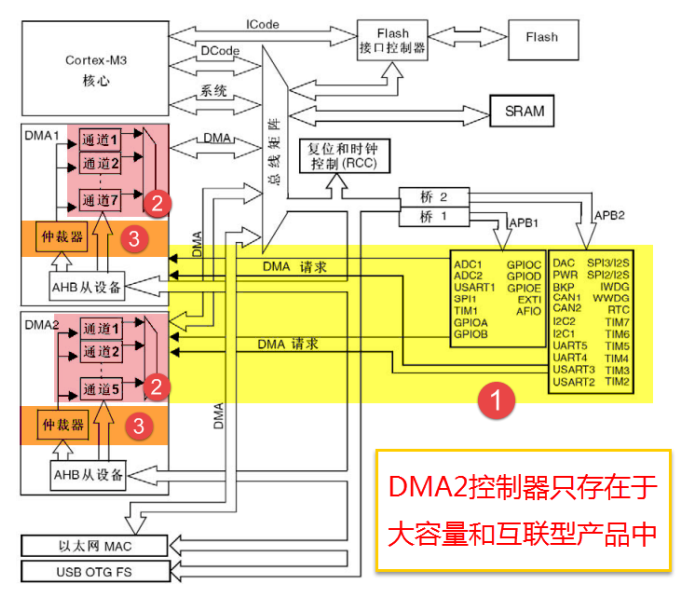 ICode
Cortex-M3
核心
DCode
系统
Flash
接口控制器
Flash
SRAM
总线矩阵
DMA1
通道1
通道2
通道7
2
仲裁器
3
AHB从设备
DMA
复位和时钟
控制(RCC)
桥 2
桥 1
APB1
APB2
DMA
DMA 请求
ADC1 GPIOC
ADC2 GPIOD
USART1 GPIOE
SPI1 EXTI
TIM1 AFIO
GPIOA
GPIOB
DAC SPI3/I2S
PWR SPI2/I2S
BKP IWDG
CAN1 WWDG
CAN2 RTC
I2C2 TIM7
I2C1 TIM6
UART5 TIM5
UART4 TIM4
USART3 TIM3
USART2 TIM2
DMA2
通道1
通道2
通道5
2
仲裁器
3
AHB从设备
DMA 请求
1
DMA
以太网 MAC
USB OTG FS
DMA2控制器只存在于
大容量和互联型产品中